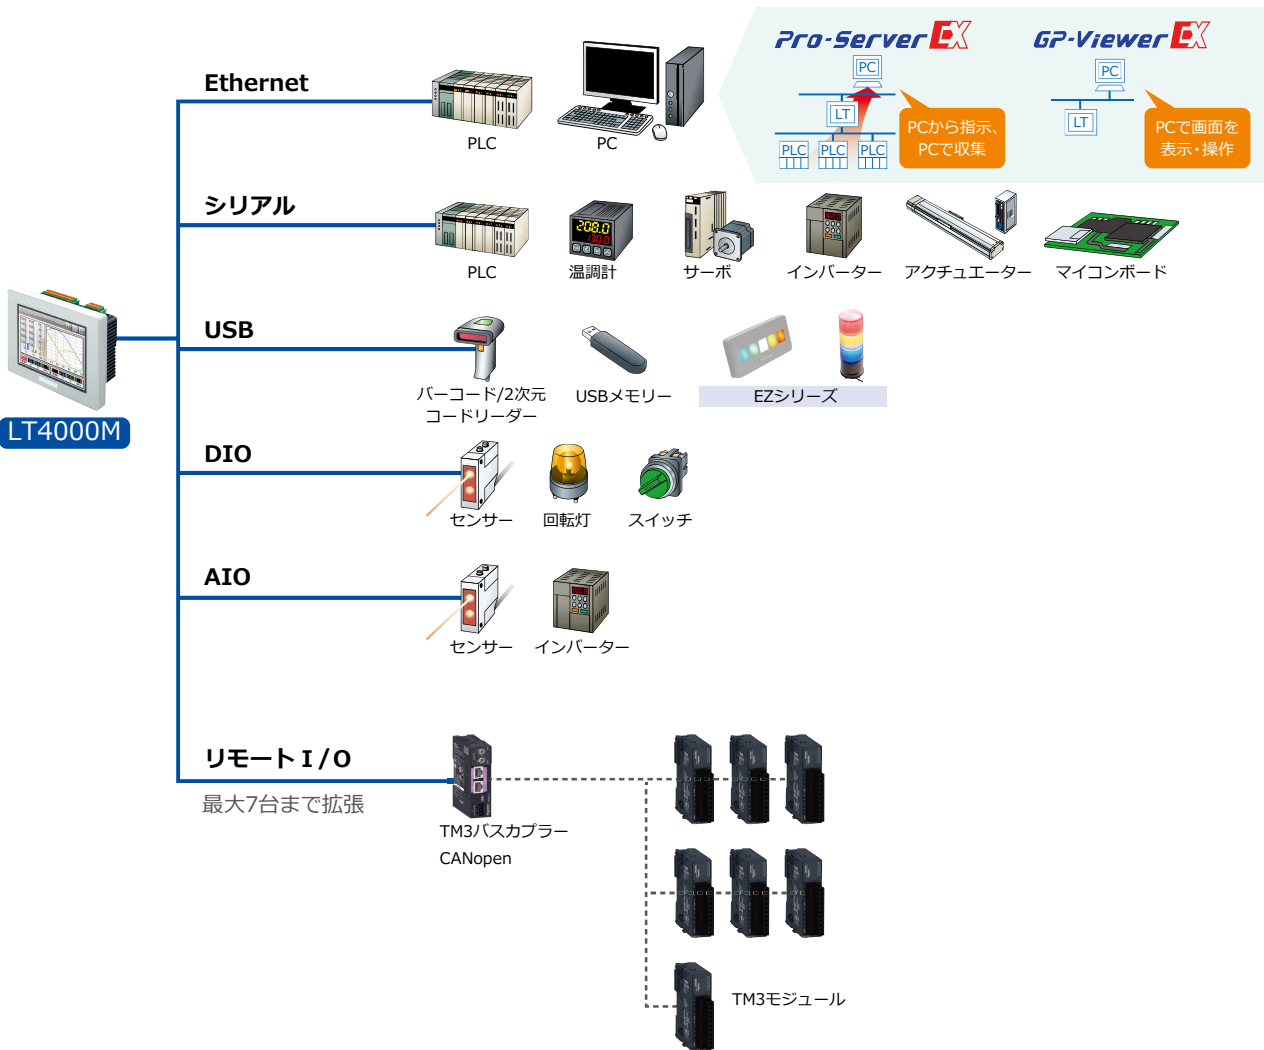 Pro-Server EX
GP-Viewer EX
PC
LT
PLC
PLC
PLC
PCから指示、
PCで収集
PC
LT
PCで画面を
表示・操作
Ethernet
PLC
PC
シリアル
208.0
130.0
PLC
温調計
サーボ
インバーター
アクチュエーター
マイコンボード
LT4000M
USB
バーコード/2次元
コードリーダー
USBメモリー
EZシリーズ
DIO
センサー
回転灯
スイッチ
AIO
センサー
インバーター
リモート I/O
最大7台まで拡張
TM3バスカプラー
CANopen
TM3モジュール